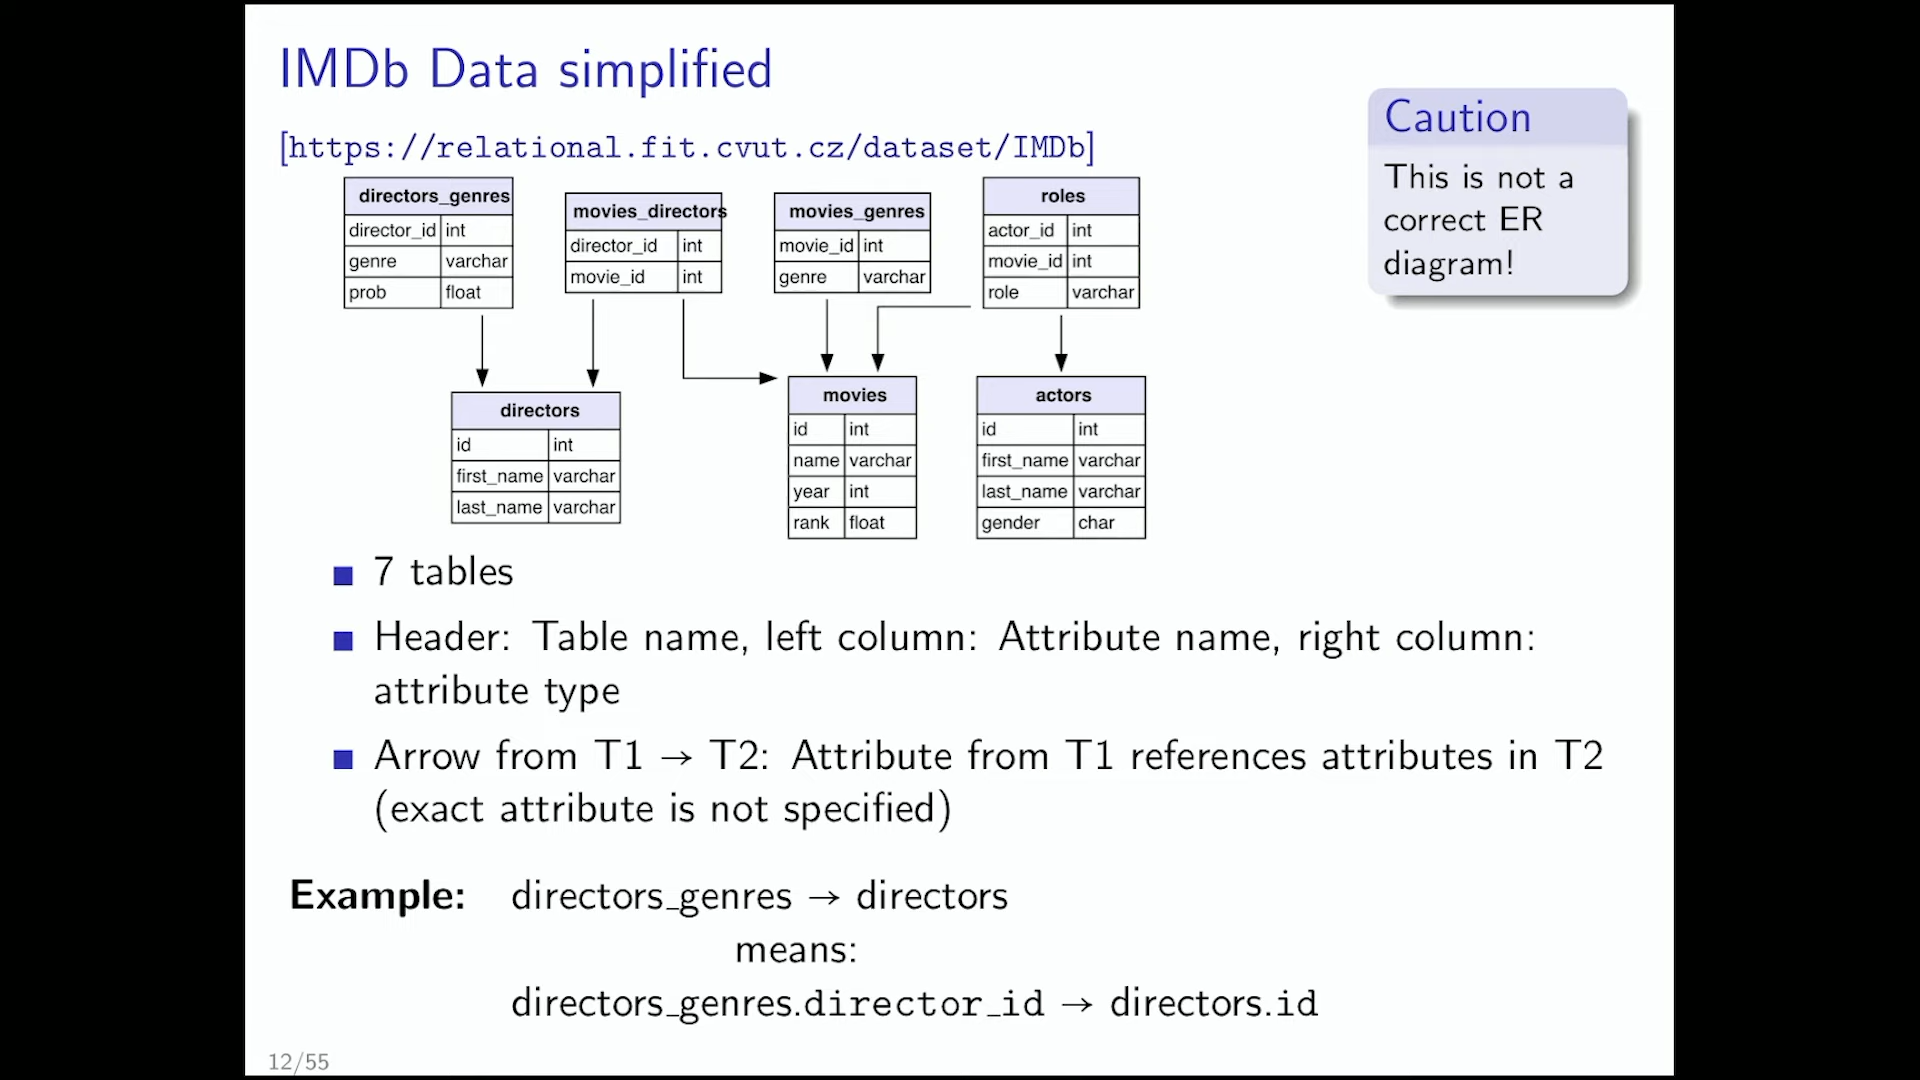 IMDb Data simplified
[https://relational.fit.cvut.cz/dataset/IMDb]
Caution
This is not a
correct ER
diagram!
directors_genres
director_id int
genre varchar
prob float
movies_directors
director_id int
movie_id int
movies_genres
movie_id int
genre varchar
roles
actor_id int
movie_id int
role varchar
directors
id int
first_name varchar
last_name varchar
movies
id int
name varchar
year int
rank float
actors
id int
first_name varchar
last_name varchar
gender char
7 tables
Header: Table name, left column: Attribute name, right column:
attribute type
Arrow from T1 → T2: Attribute from T1 references attributes in T2
(exact attribute is not specified)
Example: directors_genres → directors
means:
directors_genres.director_id → directors.id
12/55